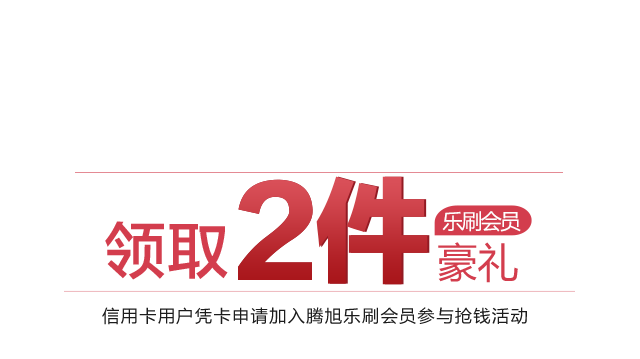 领取2件乐刷会员豪礼
信用卡用户凭卡申请加入腾旭乐刷会员参与抢钱活动